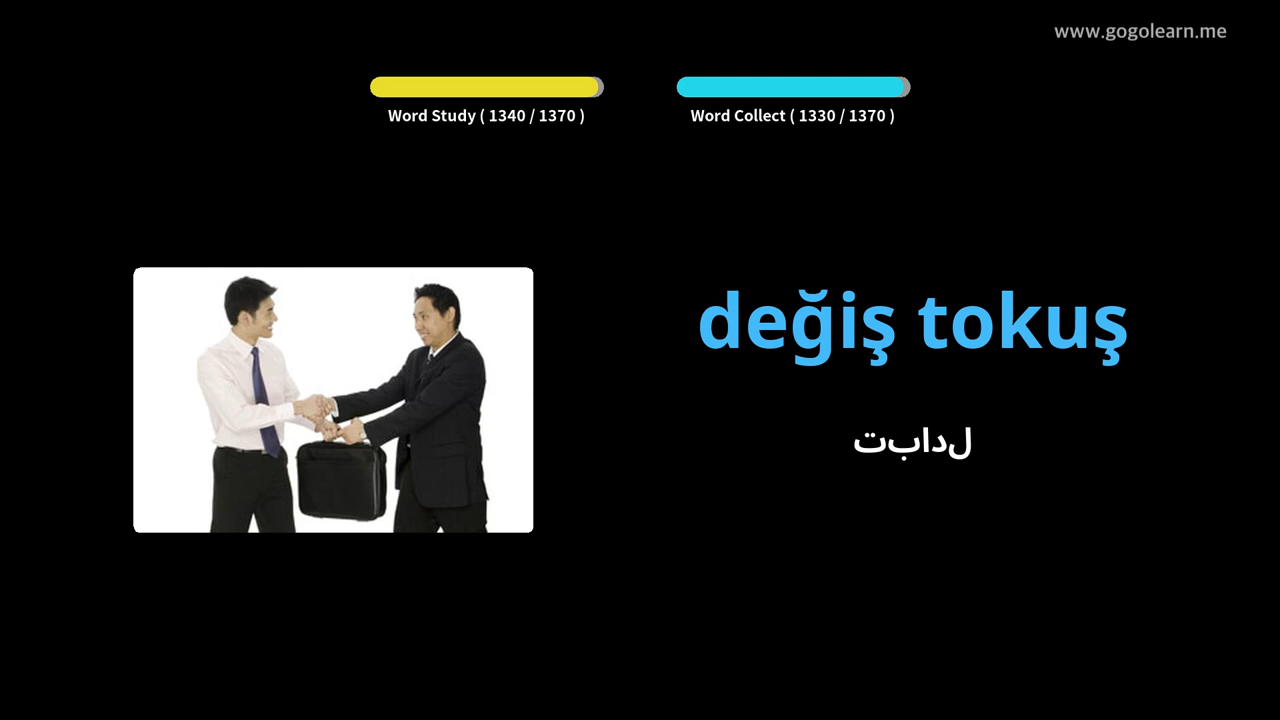 www.gogolearn.me
Word Study ( 1340 / 1370 )
Word Collect ( 1330 / 1370 )
değiş tokuş
تبادل